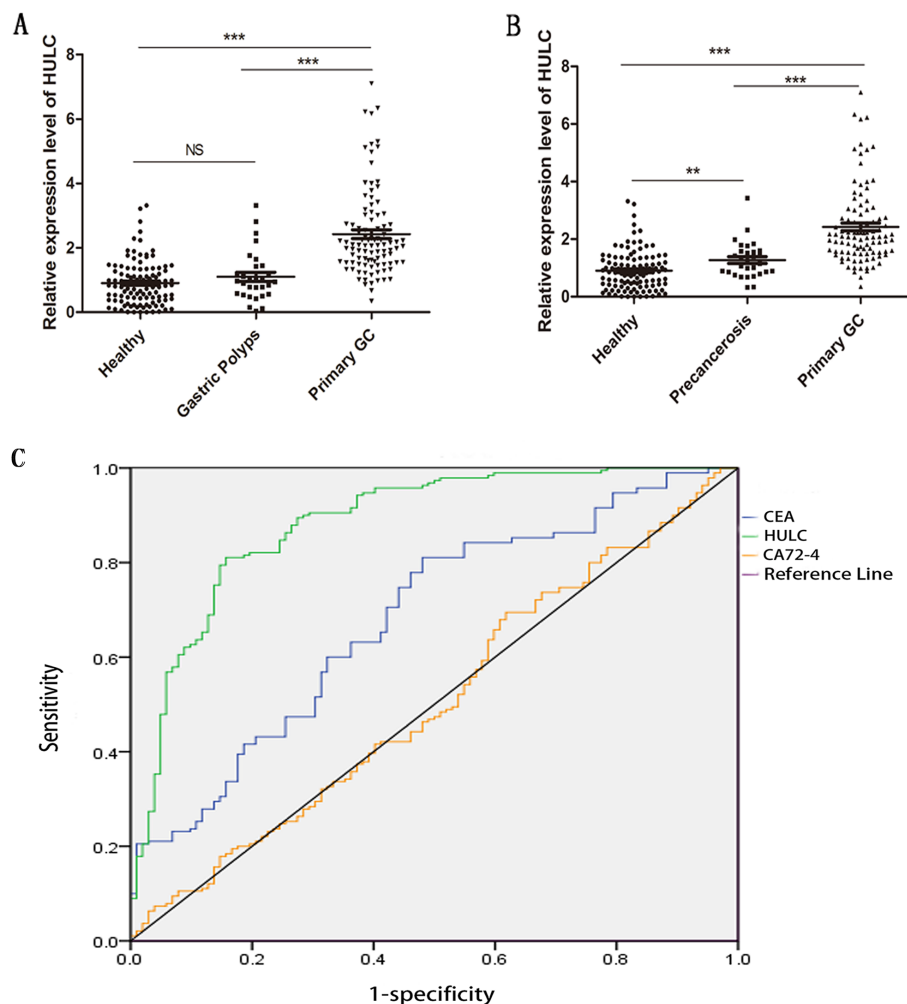 A
Relative expression level of HULC
8
6
4
2
0
***
***
NS
Healthy
Gastric Polyps
Primary GC
B
Relative expression level of HULC
8
6
4
2
0
***
***
**
Healthy
Precancerosis
Primary GC
C
Sensitivity
1.0
0.8
0.6
0.4
0.2
0.0
0.0 0.2 0.4 0.6 0.8 1.0
1-specificity
CEA
HULC
CA72-4
Reference Line